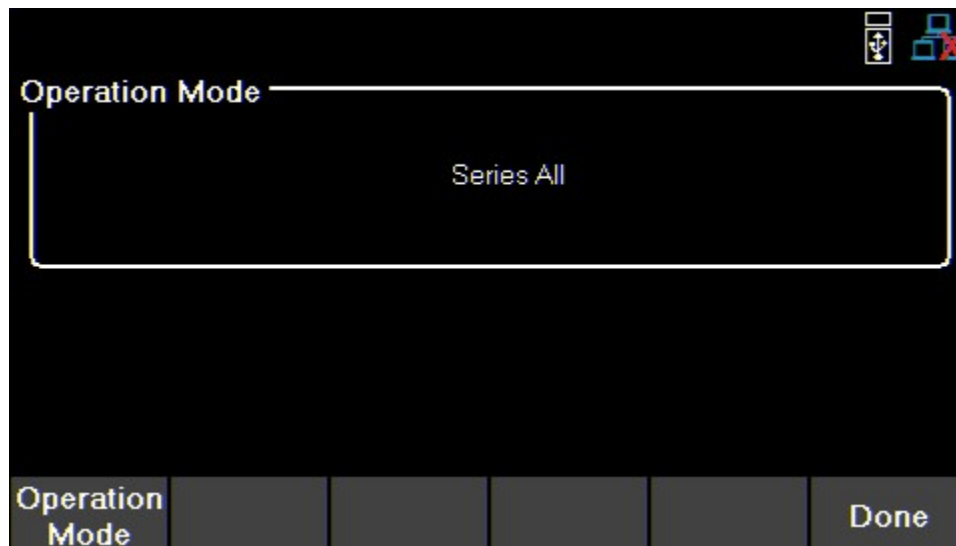 Operation Mode
Series All
Operation
Mode
Done